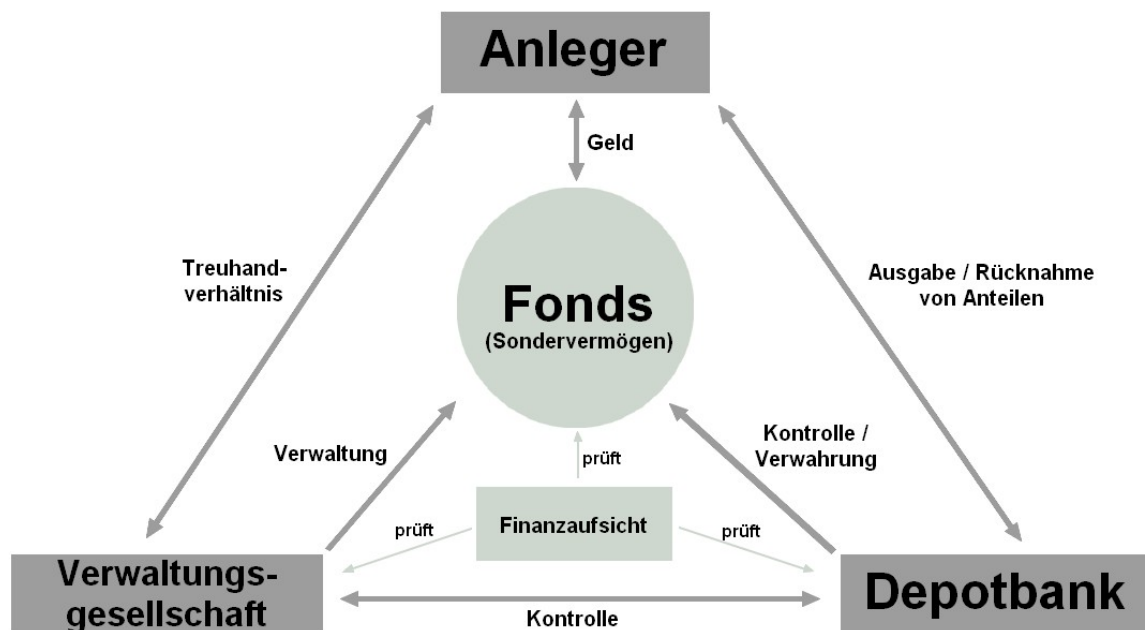 Anleger
Geld
Treuhand-
verhältnis
Ausgabe / Rücknahme
von Anteilen
Fonds
(Sondervermögen)
Verwaltung
Kontrolle /
Verwahrung
prüft
Finanzaufsicht
prüft
prüft
Verwaltungs-
gesellschaft
Kontrolle
Depotbank